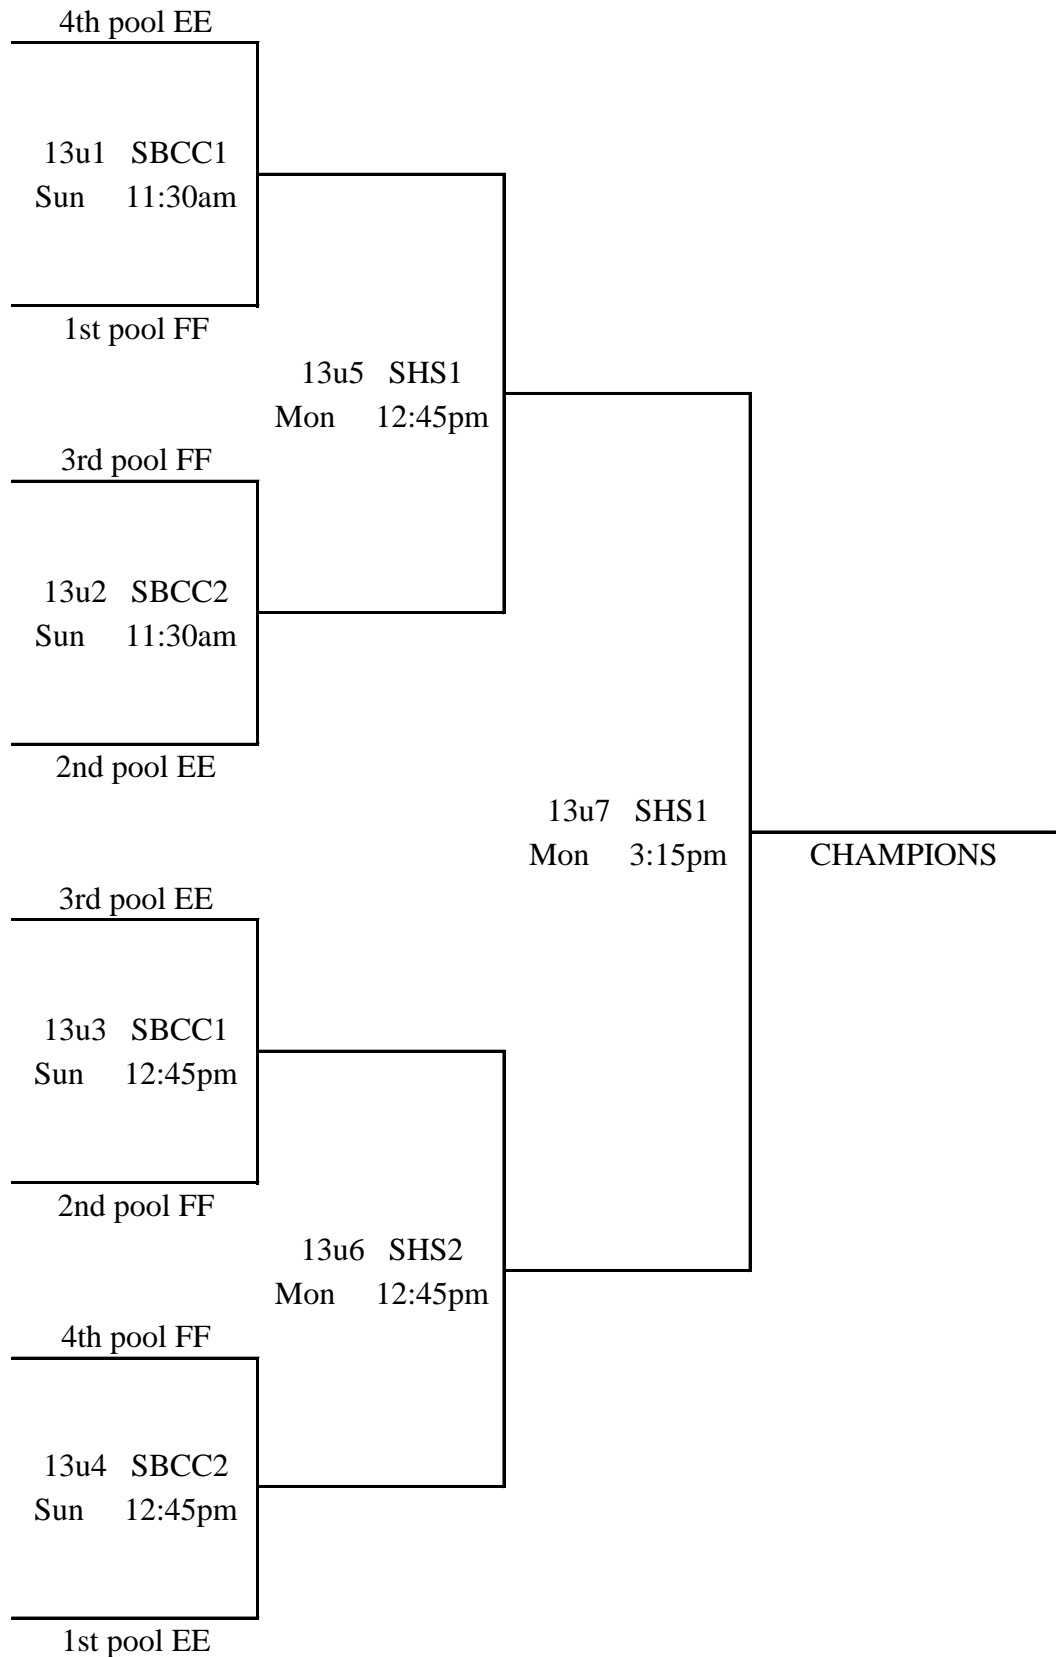 4th pool EE
13u1 SBCC1
Sun 11:30am
1st pool FF
13u5 SHS1
Mon 12:45pm
3rd pool FF
13u2 SBCC2
Sun 11:30am
2nd pool EE
13u7 SHS1
Mon 3:15pm
CHAMPIONS
3rd pool EE
13u3 SBCC1
Sun 12:45pm
2nd pool FF
13u6 SHS2
Mon 12:45pm
4th pool FF
13u4 SBCC2
Sun 12:45pm
1st pool EE